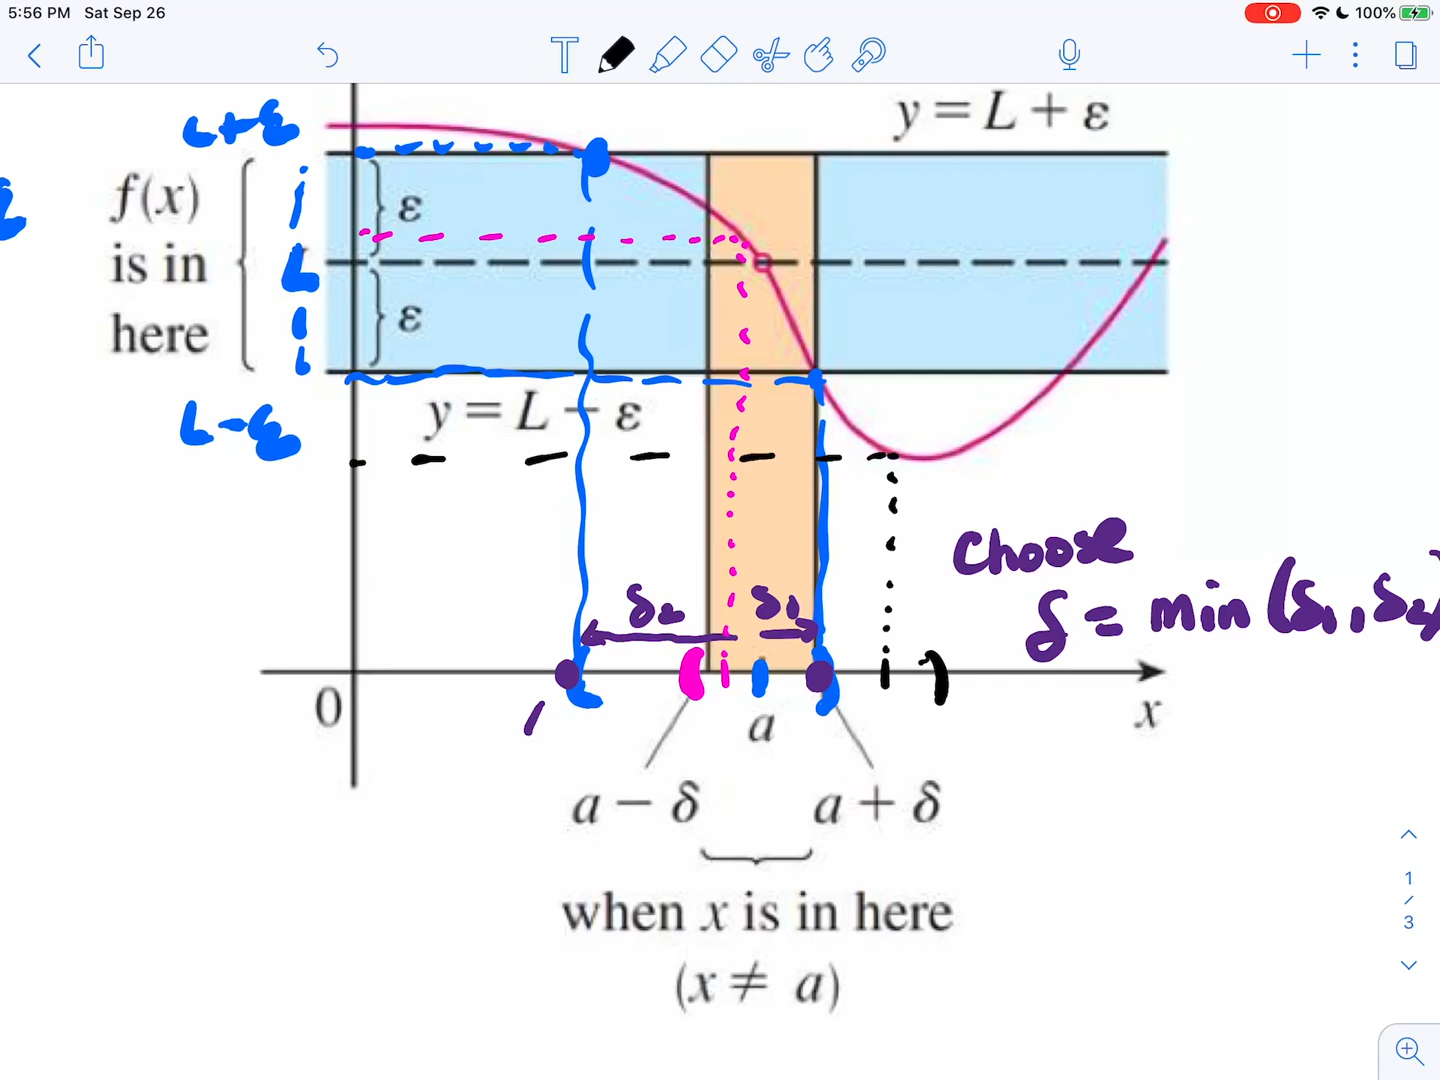 5:56 PM Sat Sep 26
100%
T
L+ε
y = L + ε
f(x)
is in
here
ε
L
ε
L-ε
y = L - ε
choose
δ = min(δ₁, δ₂)
δ₂
δ₁
0
a
x
a - δ
a + δ
when x is in here
(x ≠ a)
1
/
3